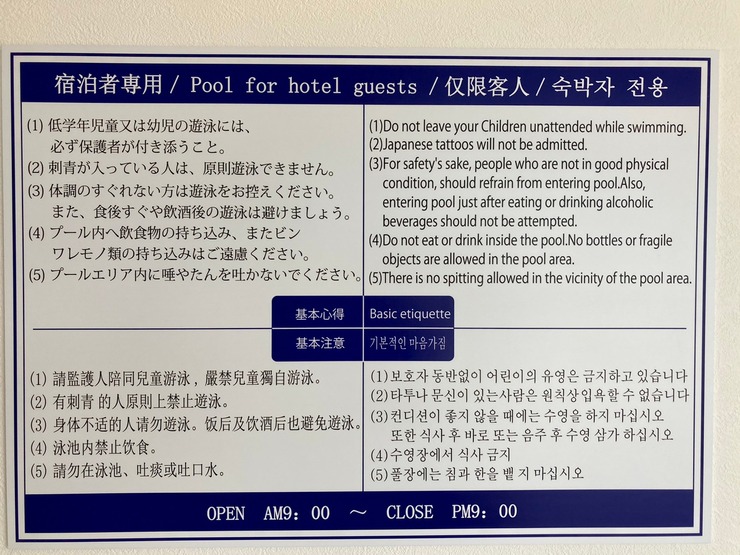 宿泊者専用 / Pool for hotel guests / 仅限客人 / 숙박자 전용
(1) 低学年児童又は幼児の遊泳には、
必ず保護者が付き添うこと。
(2) 刺青が入っている人は、原則遊泳できません。
(3) 体調のすぐれない方は遊泳をお控えください。
また、食後すぐや飲酒後の遊泳は避けましょう。
(4) プール内へ飲食物の持ち込み、またビン
ワレモノ類の持ち込みはご遠慮ください。
(5) プールエリア内に唾やたんを吐かないでください。
(1)Do not leave your Children unattended while swimming.
(2)Japanese tattoos will not be admitted.
(3)For safety's sake, people who are not in good physical
condition, should refrain from entering pool.Also,
entering pool just after eating or drinking alcoholic
beverages should not be attempted.
(4)Do not eat or drink inside the pool.No bottles or fragile
objects are allowed in the pool area.
(5)There is no spitting allowed in the vicinity of the pool area.
基本心得 Basic etiquette
基本注意 기본적인 마음가짐
(1) 請監護人陪同兒童游泳，嚴禁兒童獨自游泳。
(2) 有刺青 的人原則上禁止遊泳。
(3) 身体不适的人请勿遊泳。饭后及饮酒后也避免遊泳。
(4) 泳池内禁止饮食。
(5) 請勿在泳池、吐痰或吐口水。
(1) 보호자 동반없이 어린이의 유영은 금지하고 있습니다
(2) 타투나 문신이 있는사람은 원칙상입욕할 수 없습니다
(3) 컨디션이 좋지 않을 때에는 수영을 하지 마십시오
또한 식사 후 바로 또는 음주 후 수영 삼가 하십시오
(4) 수영장에서 식사 금지
(5) 풀장에는 침과 한을 뱉 지 마십시오
OPEN AM9: 00 ～ CLOSE PM9: 00